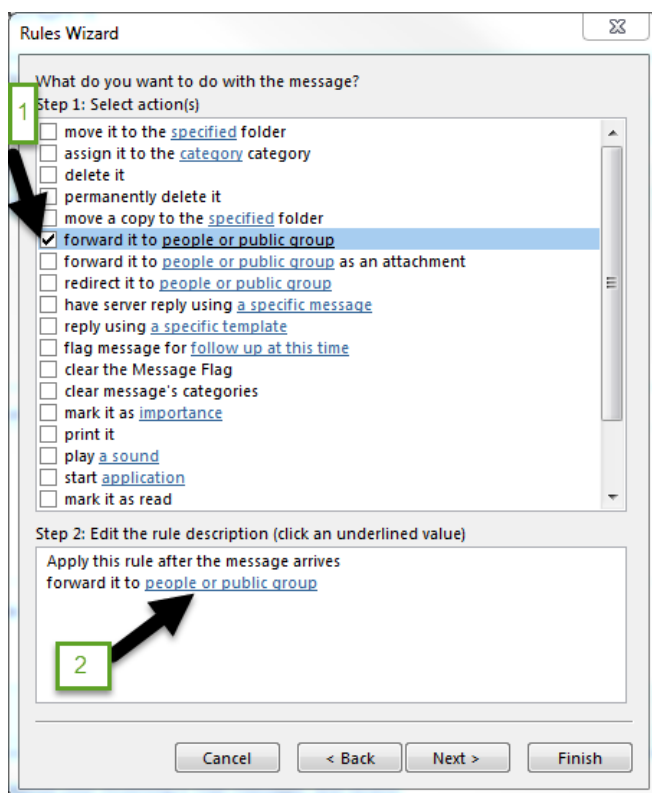 Rules Wizard
What do you want to do with the message?
1
Step 1: Select action(s)
move it to the specified folder
assign it to the category category
delete it
permanently delete it
move a copy to the specified folder
forward it to people or public group
forward it to people or public group as an attachment
redirect it to people or public group
have server reply using a specific message
reply using a specific template
flag message for follow up at this time
clear the Message Flag
clear message's categories
mark it as importance
print it
play a sound
start application
mark it as read
Step 2: Edit the rule description (click an underlined value)
Apply this rule after the message arrives
forward it to people or public group
2
Cancel < Back Next > Finish